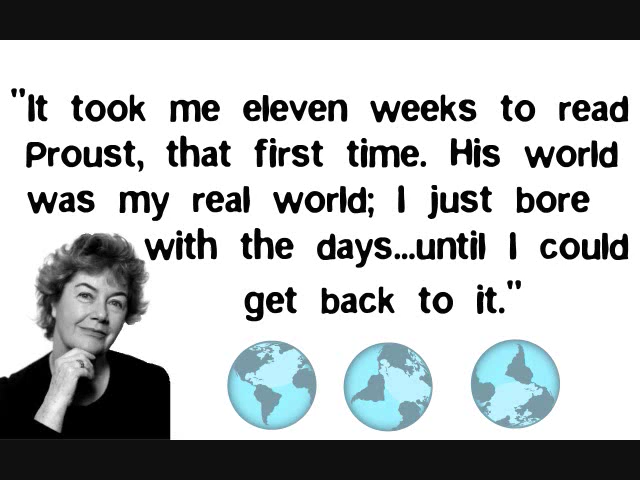 "It took me eleven weeks to read
Proust, that first time. His world
was my real world; I just bore
with the days...until I could
get back to it."